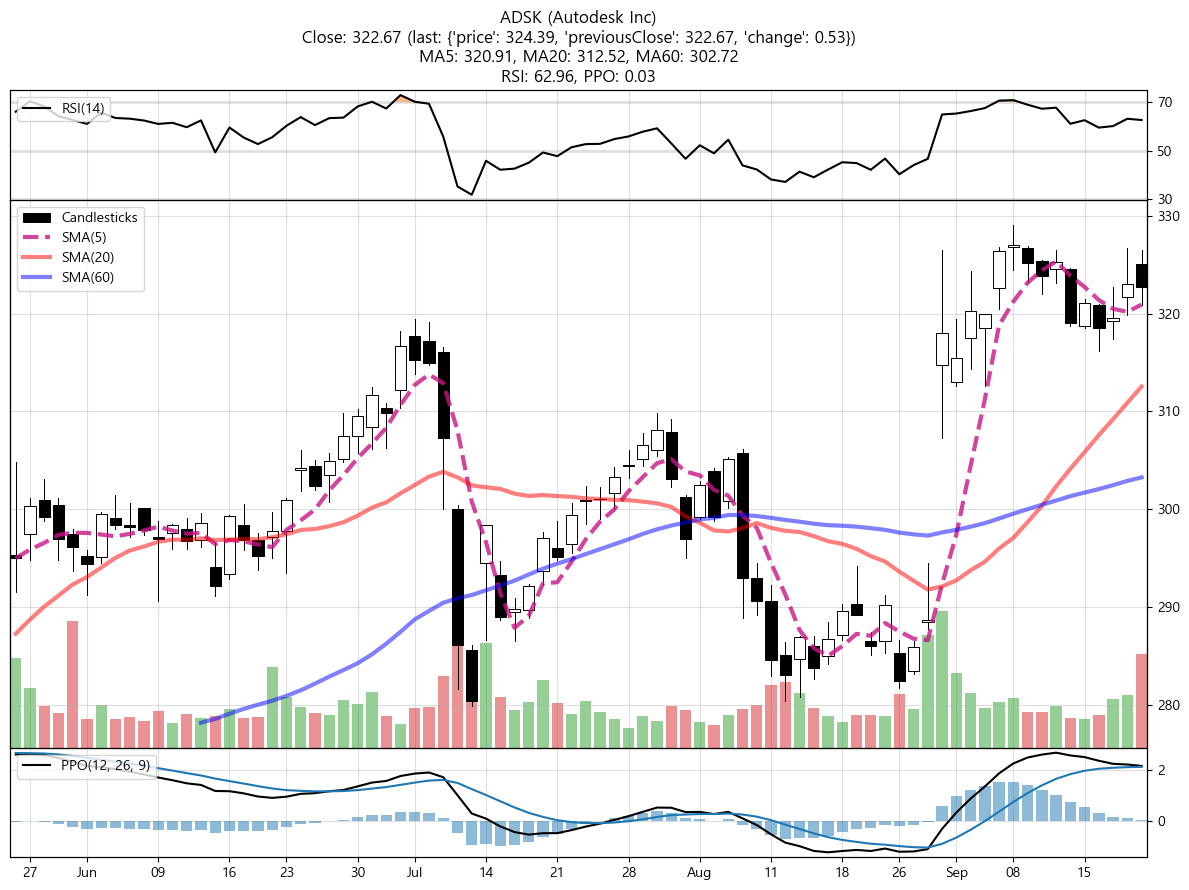 ADSK (Autodesk Inc)
Close: 322.67 (last: {'price': 324.39, 'previousClose': 322.67, 'change': 0.53})
MA5: 320.91, MA20: 312.52, MA60: 302.72
RSI: 62.96, PPO: 0.03
RSI(14)
70
50
30
Candlesticks
SMA(5)
SMA(20)
SMA(60)
330
320
310
300
290
280
PPO(12, 26, 9)
2
0
27 Jun 09 16 23 30 Jul 14 21 28 Aug 11 18 26 Sep 08 15